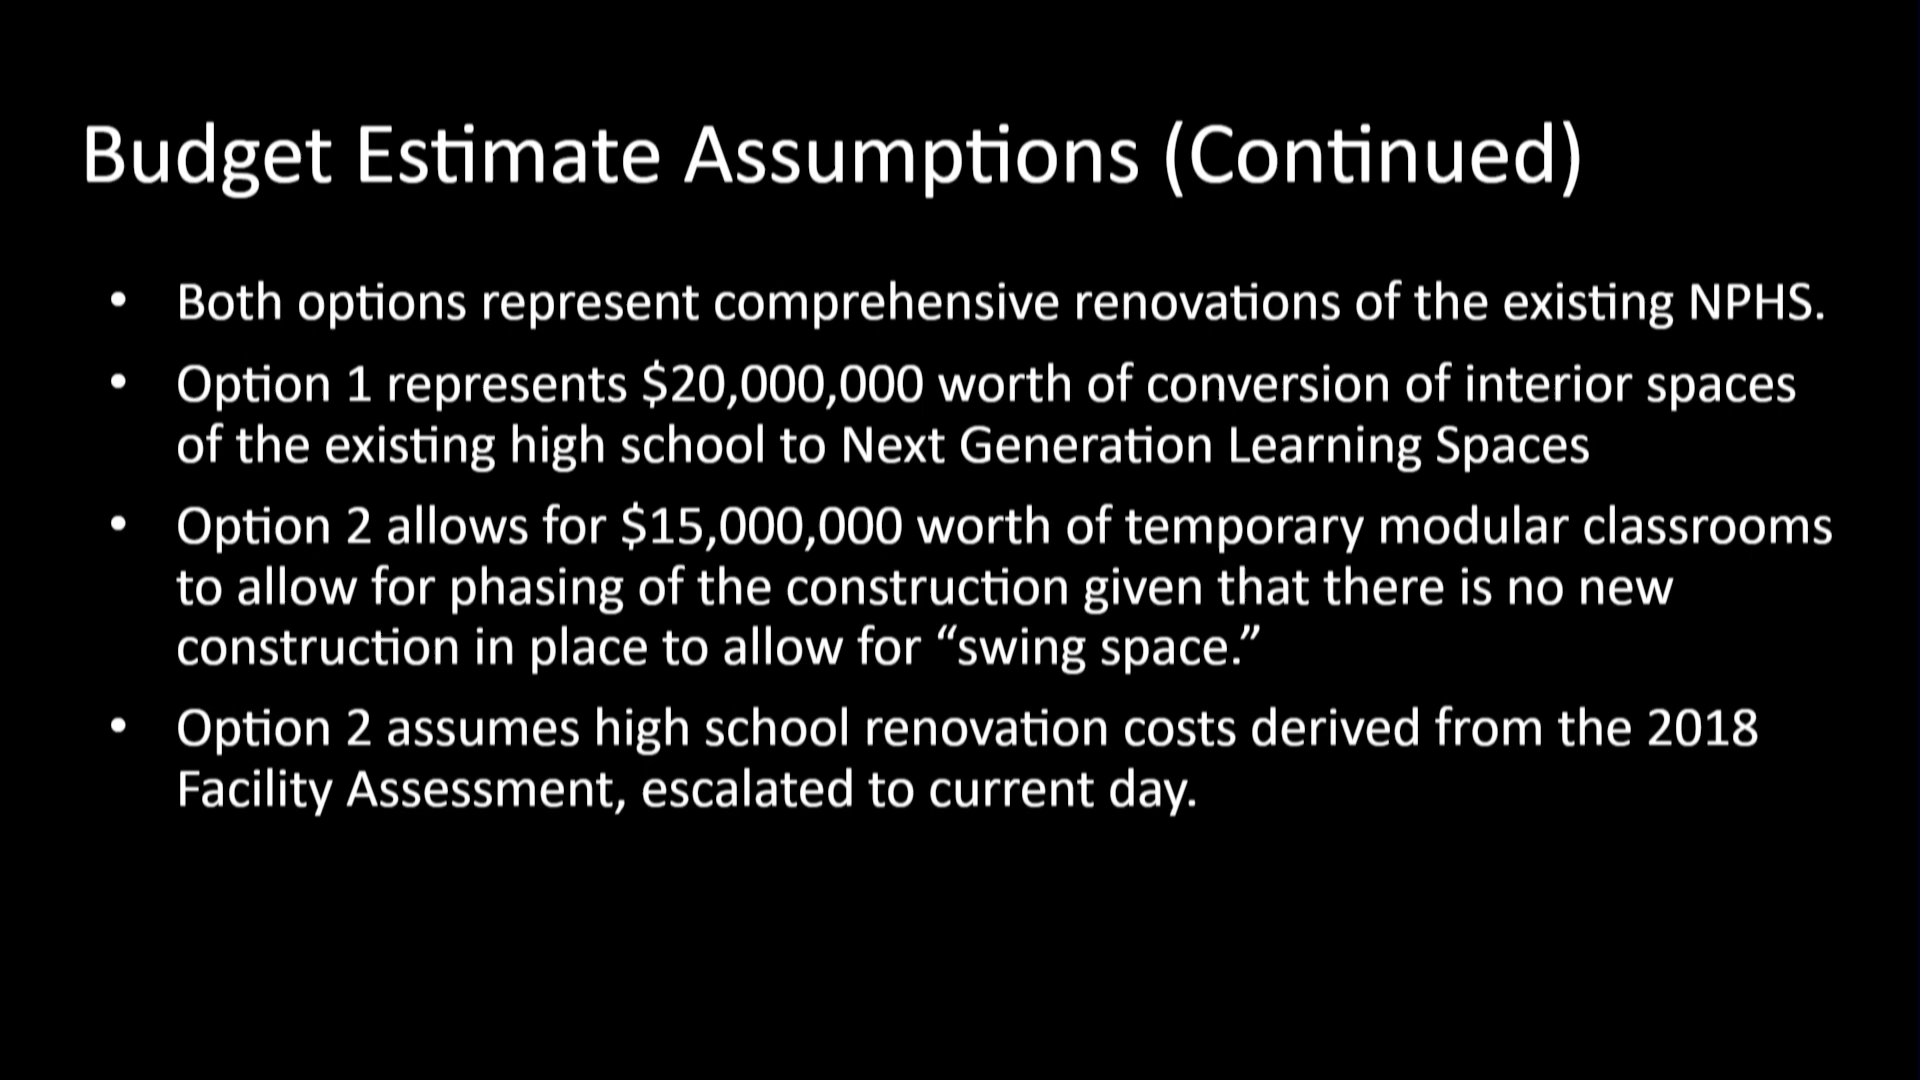 Budget Estimate Assumptions (Continued)
• Both options represent comprehensive renovations of the existing NPHS.
• Option 1 represents $20,000,000 worth of conversion of interior spaces
of the existing high school to Next Generation Learning Spaces
• Option 2 allows for $15,000,000 worth of temporary modular classrooms
to allow for phasing of the construction given that there is no new
construction in place to allow for “swing space.”
• Option 2 assumes high school renovation costs derived from the 2018
Facility Assessment, escalated to current day.